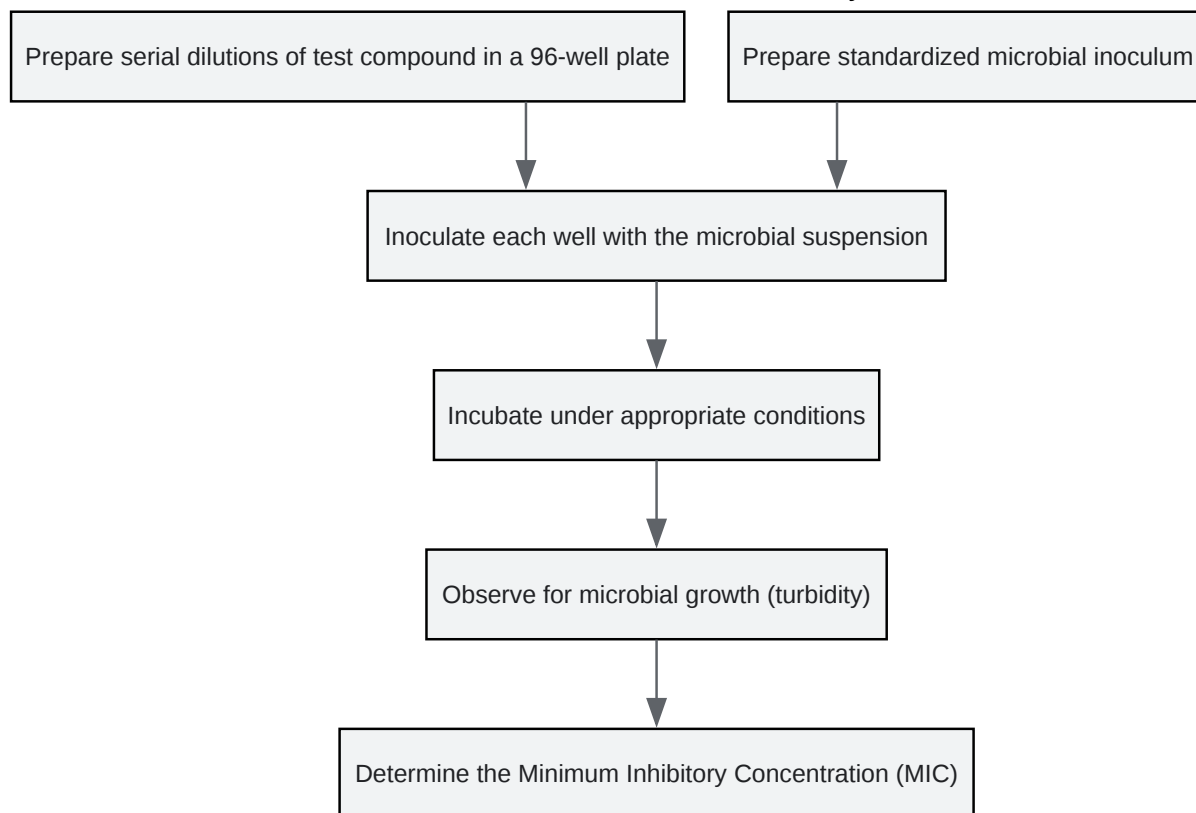 Prepare serial dilutions of test compound in a 96-well plate
Prepare standardized microbial inoculum
Inoculate each well with the microbial suspension
Incubate under appropriate conditions
Observe for microbial growth (turbidity)
Determine the Minimum Inhibitory Concentration (MIC)